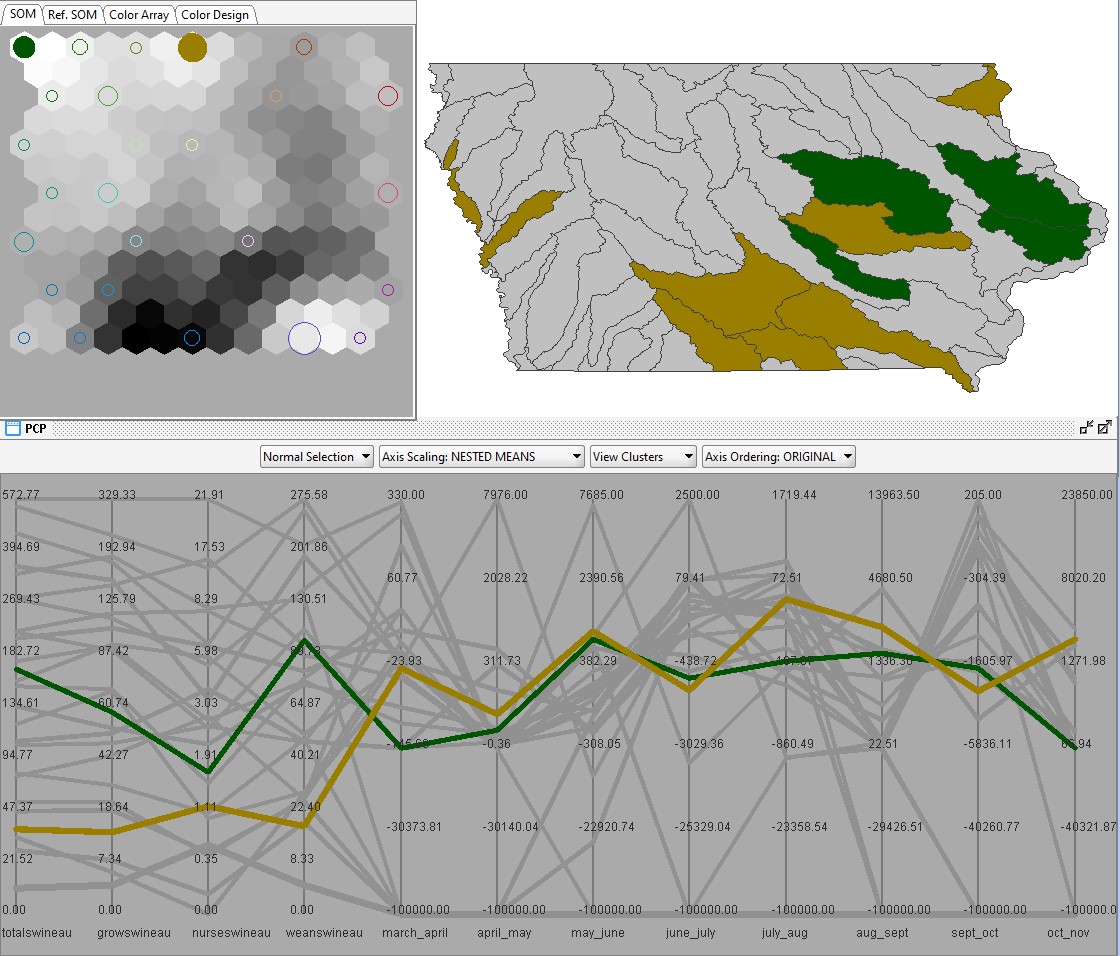 SOM Ref. SOM Color Array Color Design
PCP
Normal Selection Axis Scaling: NESTED MEANS View Clusters Axis Ordering: ORIGINAL
572.77 329.33 21.91 275.58 330.00 7976.00 7685.00 2500.00 1719.44 13963.50 205.00 23850.00
394.69 192.94 17.53 201.86
60.77 2028.22 2390.56 79.41 72.51 4680.50 -304.39 8020.20
269.43 125.79 8.29 130.51
182.72 87.42 5.98
-23.93 311.73 382.29 -438.72 1336.30 -1605.97 1271.98
134.61 60.74 3.03 64.87
94.77 42.27 1.91 40.21
-0.36 -308.05 -3029.36 -860.49 22.51 -5836.11
47.37 18.64 1.11 22.40
-30373.81 -30140.04 -22920.74 -25329.04 -23358.54 -29426.51 -40260.77 -40321.87
21.52 7.34 0.35 8.33
0.00 0.00 0.00 0.00 -100000.00 -100000.00 -100000.00 -100000.00 -100000.00 -100000.00 -100000.00 -100000.00
totalswineau growswineau nurseswineau weanswineau march_april april_may may_june june_july july_aug aug_sept sept_oct oct_nov